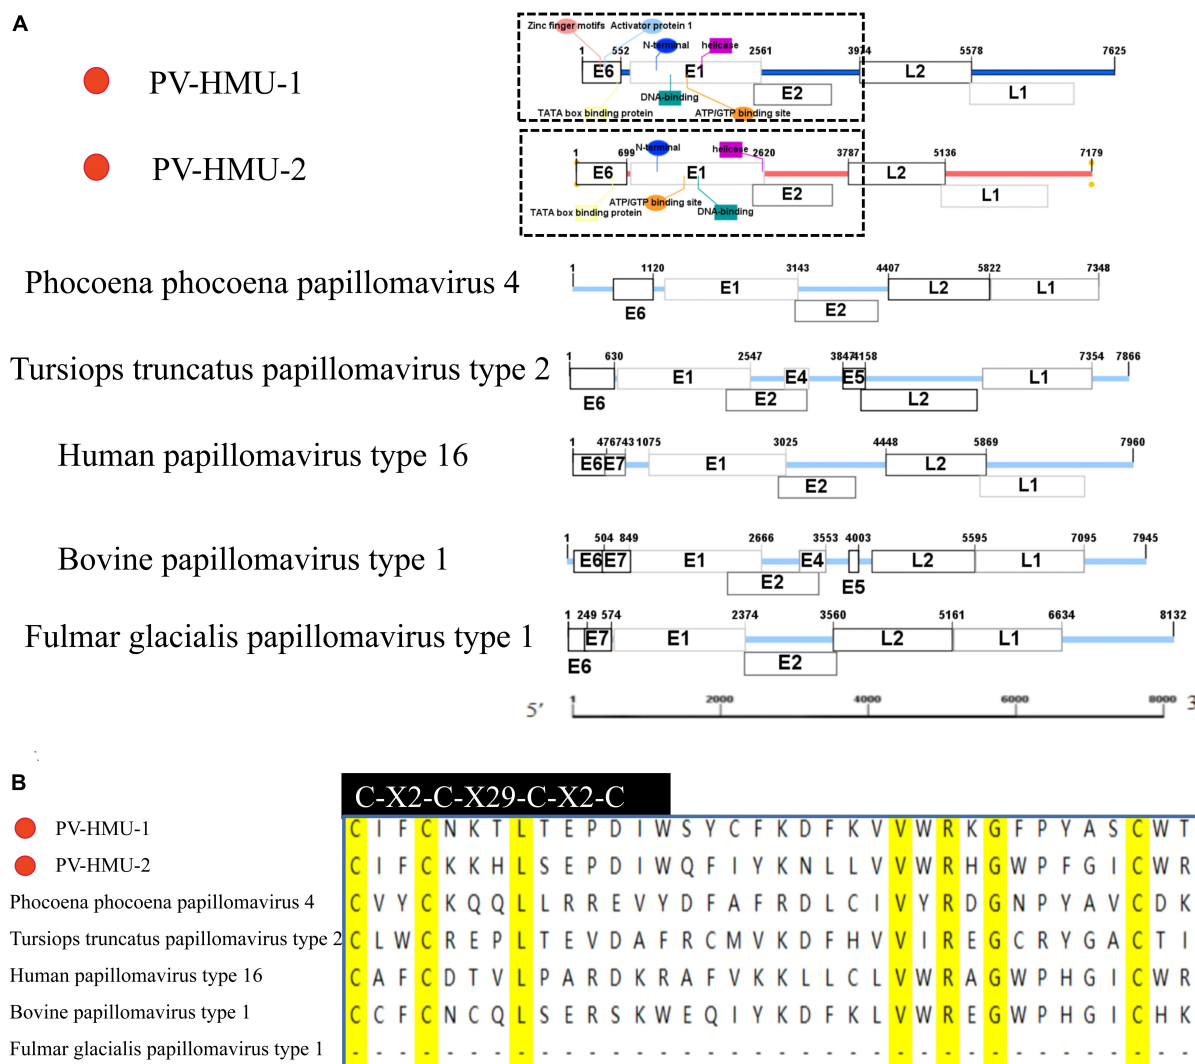 A
Zinc finger motifs Activator protein 1
N-terminal helicase
1 552 2561 3974 5578 7625
PV-HMU-1
E6 E1 L2
E2 L1
DNA-binding
TATA box binding protein ATP/GTP binding site
N-terminal helicase
1 699 2620 3787 5136 7179
PV-HMU-2
E6 E1 L2
E2 L1
ATP/GTP binding site
TATA box binding protein DNA-binding
1 1120 3143 4407 5822 7348
Phocoena phocoena papillomavirus 4
E1 L2 L1
E6 E2
1 630 2547 3847 4158 7354 7866
Tursiops truncatus papillomavirus type 2
E1 E4 E5 L1
E6 E2 L2
1 476 743 1075 3025 4448 5869 7960
Human papillomavirus type 16
E6 E7 E1 L2
E2 L1
1 504 849 2666 3553 4003 5595 7095 7945
Bovine papillomavirus type 1
E6 E7 E1 E4 L2 L1
E2 E5
1 249 574 2374 3560 5161 6634 8132
Fulmar glacialis papillomavirus type 1
E7 E1 L2 L1
E6 E2
5′ 1 2000 4000 6000 8000 3
B
C-X2-C-X29-C-X2-C
PV-HMU-1 C I F C N K T L T E P D I W S Y C F K D F K V V W R K G F P Y A S C W T
PV-HMU-2 C I F C K K H L S E P D I W Q F I Y K N L L V V W R H G W P F G I C W R
Phocoena phocoena papillomavirus 4 C V Y C K Q Q L L R R E V Y D F A F R D L C I V Y R D G N P Y A V C D K
Tursiops truncatus papillomavirus type 2 C L W C R E P L T E V D A F R C M V K D F H V V I R E G C R Y G A C T I
Human papillomavirus type 16 C A F C D T V L P A R D K R A F V K K L L C L V W R A G W P H G I C W R
Bovine papillomavirus type 1 C C F C N C Q L S E R S K W E Q I Y K D F K L V W R E G W P H G I C H K
Fulmar glacialis papillomavirus type 1 - - - - - - - - - - - - - - - - - - - - - - - - - - - - - - - - - - - -